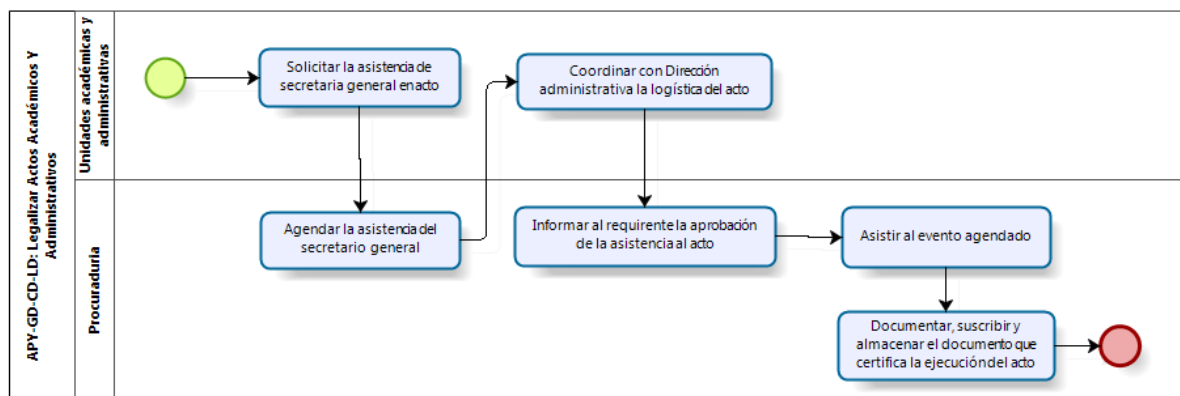 APY-GD-CD-LD: Legalizar Actos Académicos Y
Administrativos
Unidades académicas y
administrativas
Solicitar la asistencia de
secretaria general en acto
Coordinar con Dirección
administrativa la logística del acto
Procuraduria
Agendar la asistencia del
secretario general
Informar al requirente la aprobación
de la asistencia al acto
Asistir al evento agendado
Documentar, suscribir y
almacenar el documento que
certifica la ejecución del acto